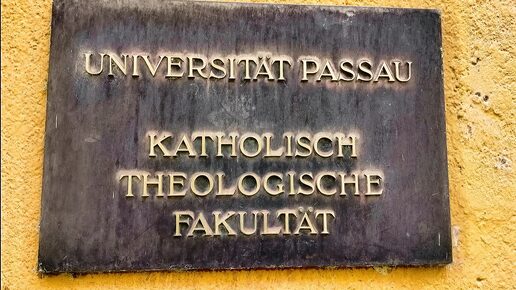 UNIVERSITÄT PASSAU
KATHOLISCH
THEOLOGISCHE
FAKULTÄT